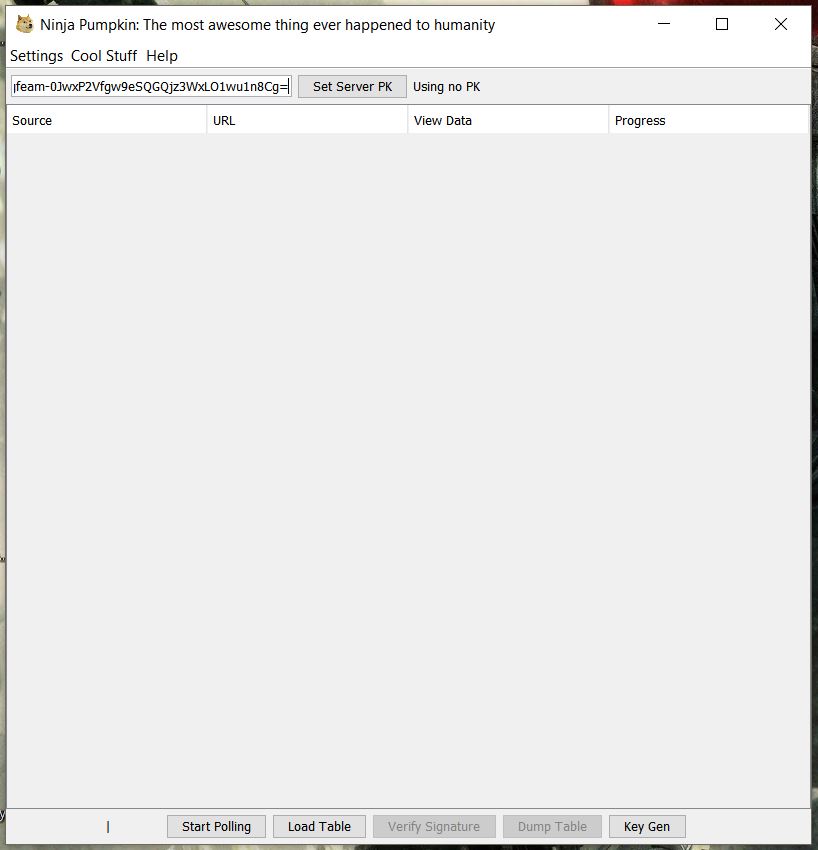 Ninja Pumpkin: The most awesome thing ever happened to humanity
Settings Cool Stuff Help
feam-0JwxP2Vfgw9eSQGQjz3WxLO1wu1n8Cg= Set Server PK Using no PK
Source URL View Data Progress
Start Polling Load Table Verify Signature Dump Table Key Gen